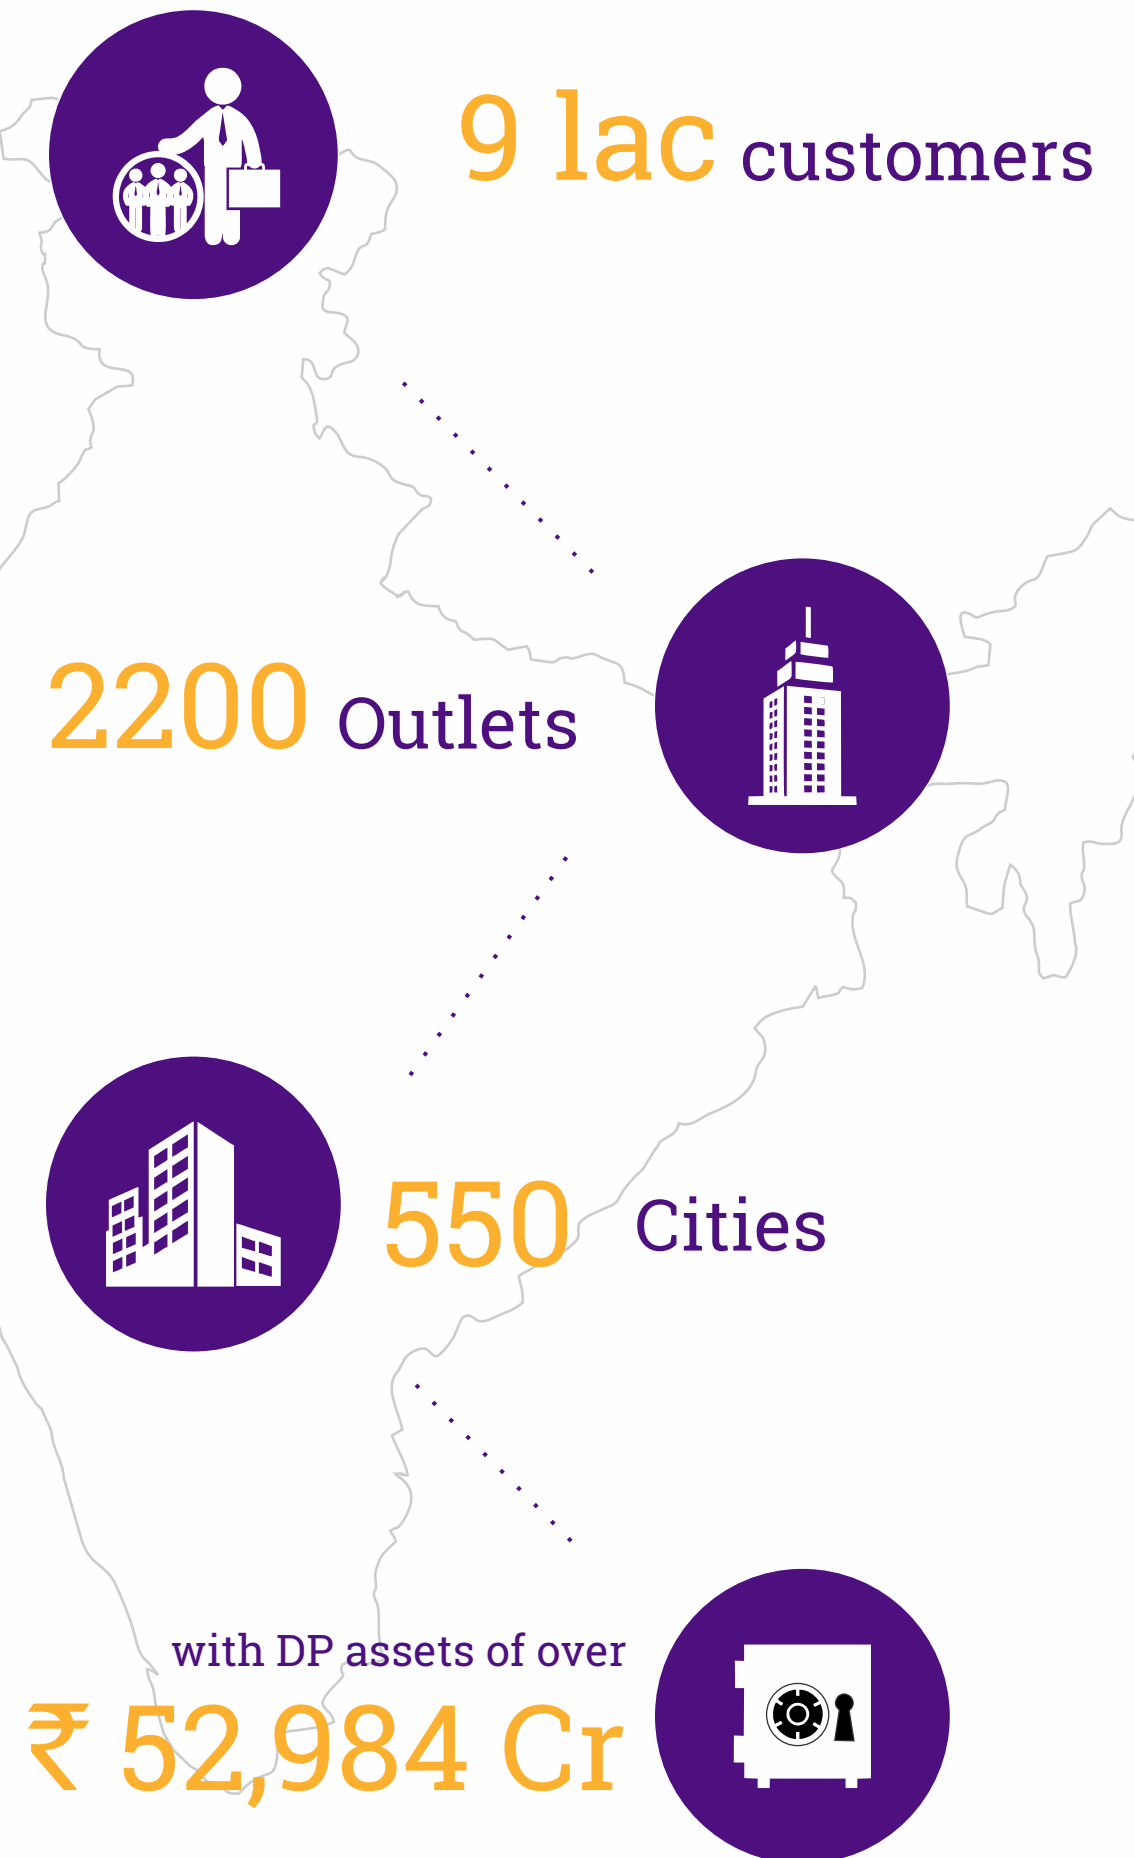 9 lac customers
2200 Outlets
550 Cities
with DP assets of over
₹ 52,984 Cr